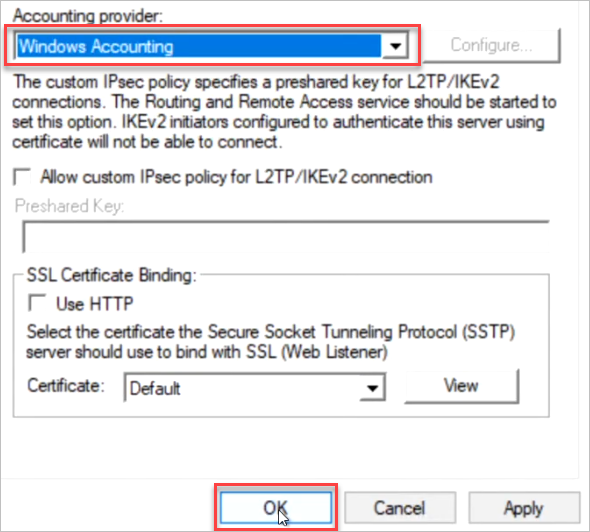 Accounting provider:
Windows Accounting
Configure...
The custom IPsec policy specifies a preshared key for L2TP/IKEv2
connections. The Routing and Remote Access service should be started to
set this option. IKEv2 initiators configured to authenticate this server using
certificate will not be able to connect.
Allow custom IPsec policy for L2TP/IKEv2 connection
Preshared Key:
SSL Certificate Binding:
Use HTTP
Select the certificate the Secure Socket Tunneling Protocol (SSTP)
server should use to bind with SSL (Web Listener)
Certificate: Default View
OK Cancel Apply